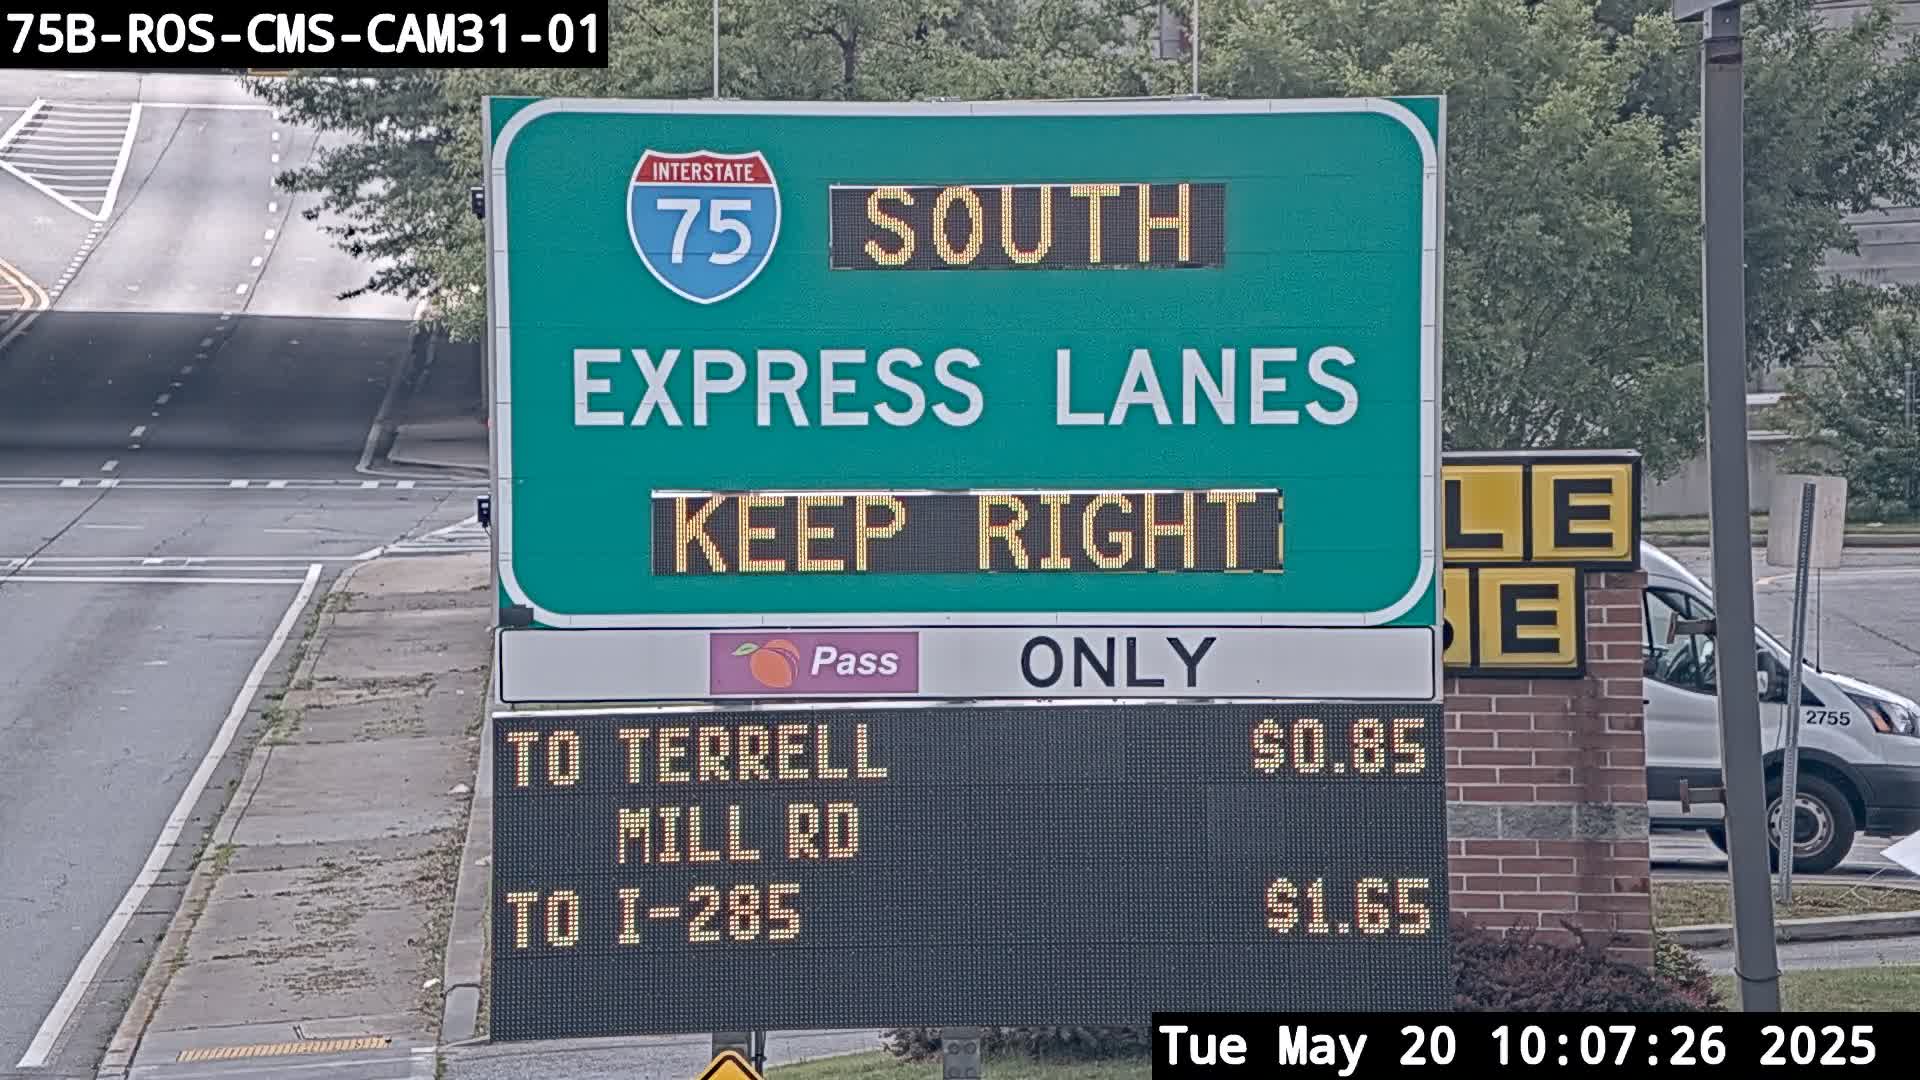 75B-ROS-CMS-CAM31-01
INTERSTATE
75
SOUTH
EXPRESS LANES
KEEP RIGHT
LE
E
Pass ONLY
TO TERRELL $0.85
MILL RD
TO I-285 $1.65
2755
Tue May 20 10:07:26 2025